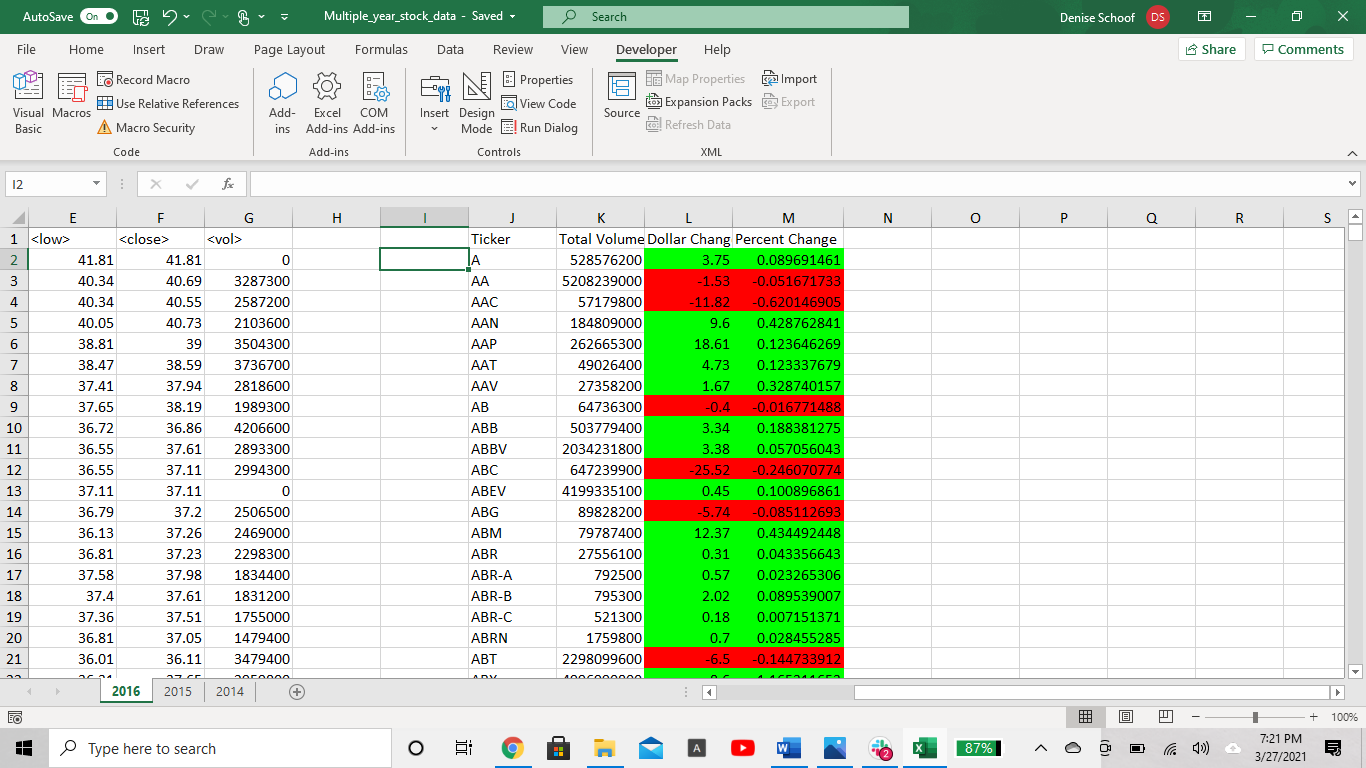 AutoSave On Multiple_year_stock_data - Saved Search Denise Schoof DS
File Home Insert Draw Page Layout Formulas Data Review View Developer Help Share Comments
Visual Basic
Macros
Record Macro
Use Relative References
Macro Security
Code
Add-ins
Excel Add-ins
COM Add-ins
Add-ins
Insert
Design Mode
Properties
View Code
Run Dialog
Controls
Source
Map Properties
Expansion Packs
Refresh Data
Import
Export
XML
I2 fx
E F G H I J K L M N O P Q R S
1 <low> <close> <vol> Ticker Total Volume Dollar Chang Percent Change
2 41.81 41.81 0 A 528576200 3.75 0.089691461
3 40.34 40.69 3287300 AA 5208239000 -1.53 -0.051671733
4 40.34 40.55 2587200 AAC 57179800 -11.82 -0.620146905
5 40.05 40.73 2103600 AAN 184809000 9.6 0.428762841
6 38.81 39 3504300 AAP 262665300 18.61 0.123646269
7 38.47 38.59 3736700 AAT 49026400 4.73 0.123337679
8 37.41 37.94 2818600 AAV 27358200 1.67 0.328740157
9 37.65 38.19 1989300 AB 64736300 -0.4 -0.016771488
10 36.72 36.86 4206600 ABB 503779400 3.34 0.188381275
11 36.55 37.61 2893300 ABBV 2034231800 3.38 0.057056043
12 36.55 37.11 2994300 ABC 647239900 -25.52 -0.246070774
13 37.11 37.11 0 ABEV 4199335100 0.45 0.100896861
14 36.79 37.2 2506500 ABG 89828200 -5.74 -0.085112693
15 36.13 37.26 2469000 ABM 79787400 12.37 0.434492448
16 36.81 37.23 2298300 ABR 27556100 0.31 0.043356643
17 37.58 37.98 1834400 ABR-A 792500 0.57 0.023265306
18 37.4 37.61 1831200 ABR-B 795300 2.02 0.089539007
19 37.36 37.51 1755000 ABR-C 521300 0.18 0.007151371
20 36.81 37.05 1479400 ABRN 1759800 0.7 0.028455285
21 36.01 36.11 3479400 ABT 2298099600 -6.5 -0.144733912
2016 2015 2014
100%
Type here to search A 2 87% 7:21 PM
3/27/2021